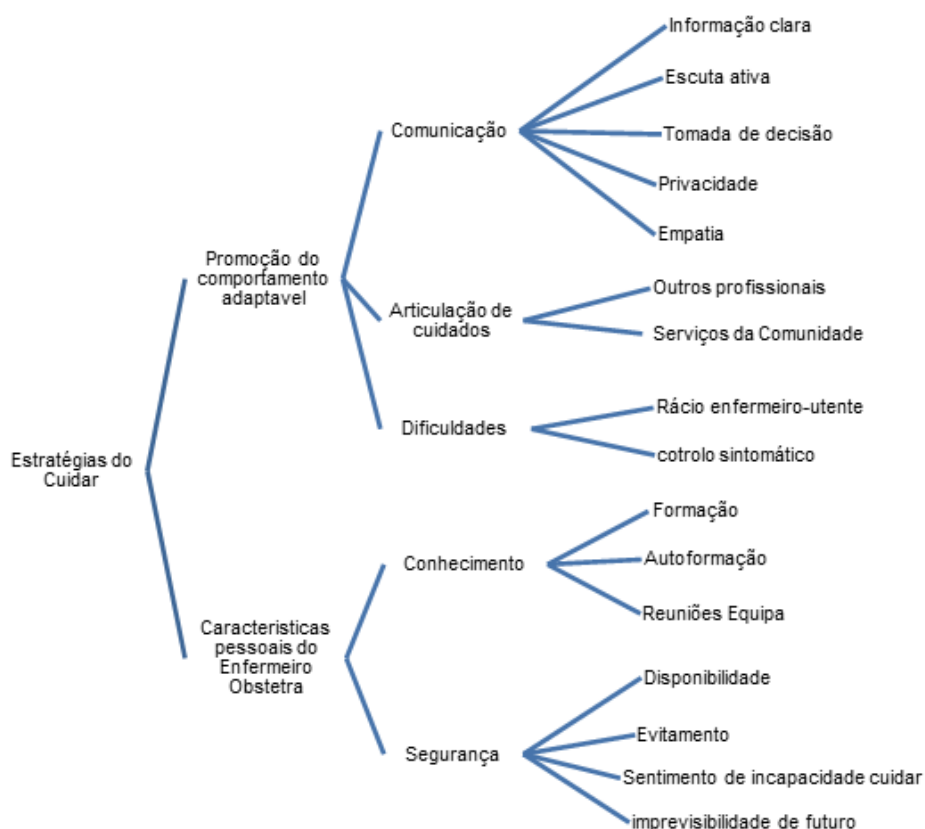 Informação clara
Escuta ativa
Comunicação
Tomada de decisão
Privacidade
Empatia
Promoção do
comportamento
adaptavel
Outros profissionais
Articulação de
cuidados
Serviços da Comunidade
Rácio enfermeiro-utente
Dificuldades
cotrolo sintomático
Estratégias do
Cuidar
Formação
Conhecimento
Autoformação
Reuniões Equipa
Caracteristicas
pessoais do
Enfermeiro
Obstetra
Disponibilidade
Evitamento
Segurança
Sentimento de incapacidade cuidar
imprevisibilidade de futuro